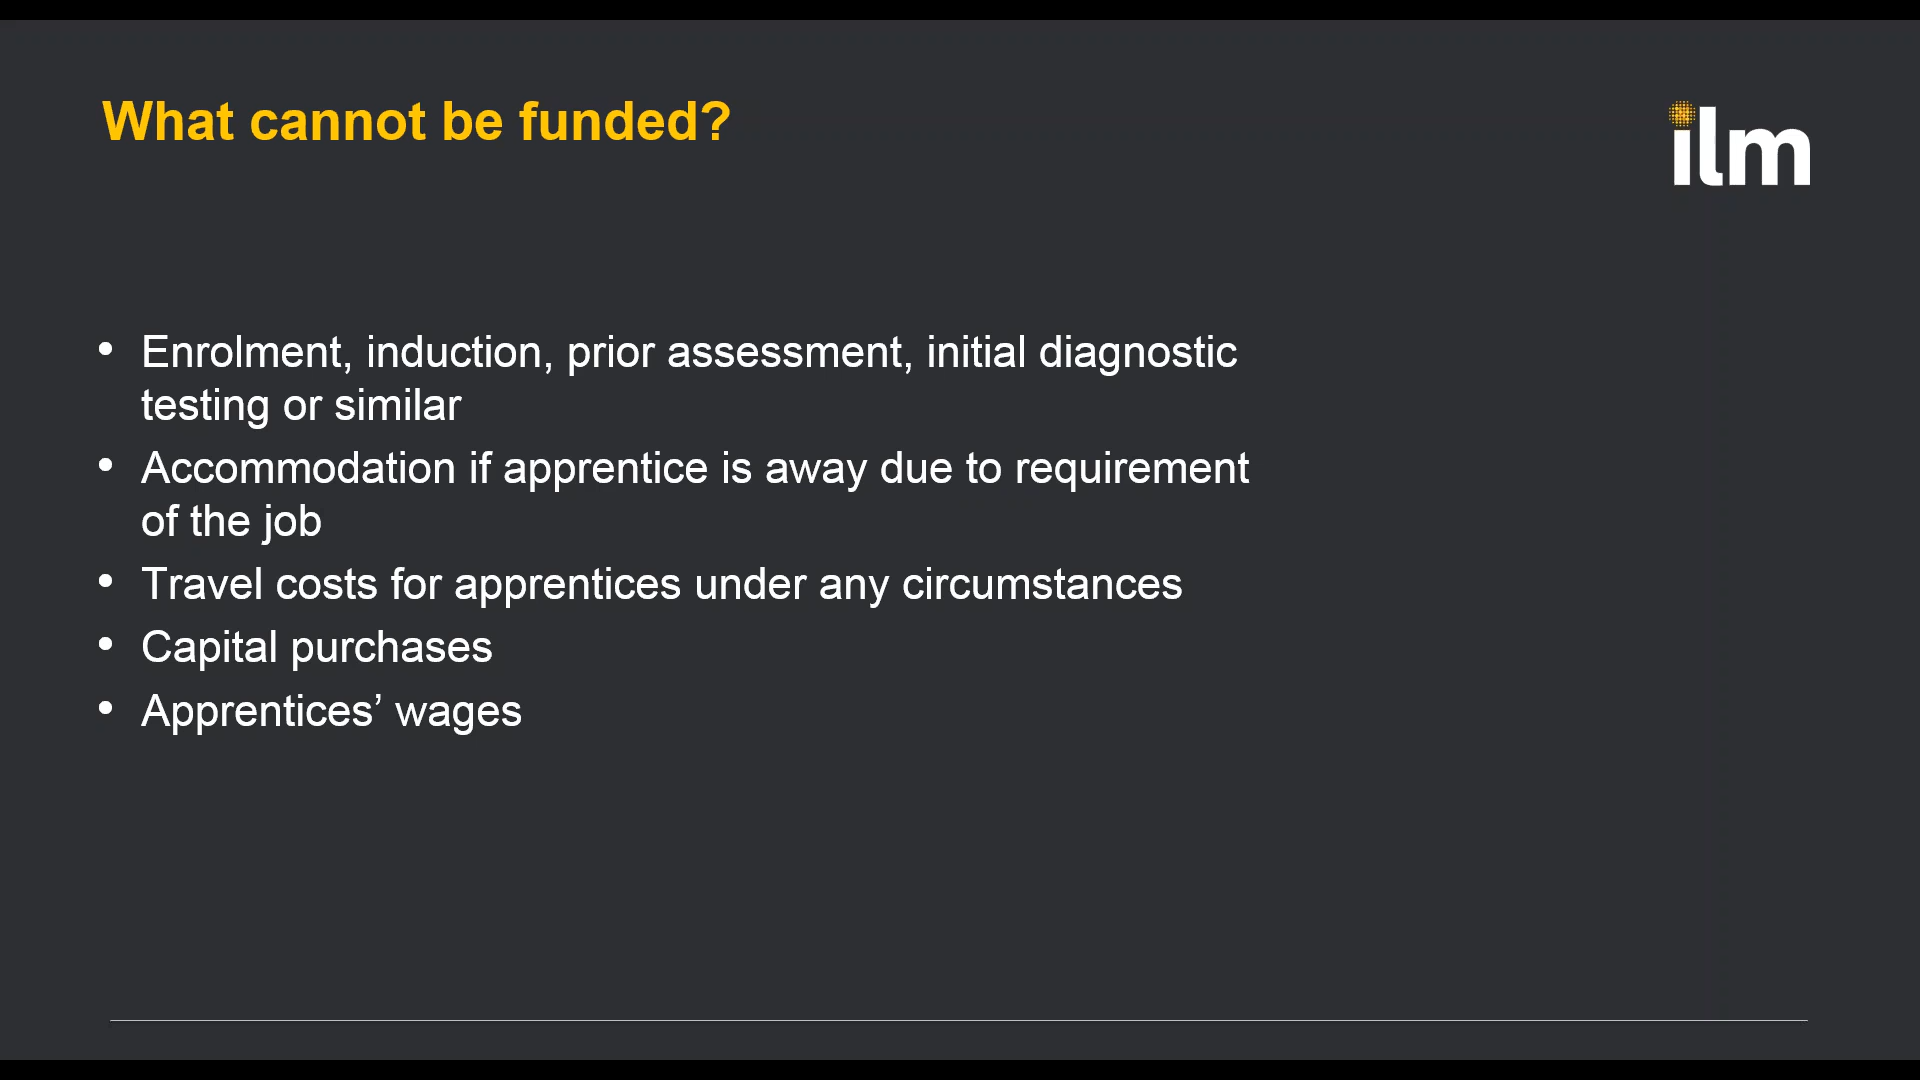 What cannot be funded?
ilm
• Enrolment, induction, prior assessment, initial diagnostic
testing or similar
• Accommodation if apprentice is away due to requirement
of the job
• Travel costs for apprentices under any circumstances
• Capital purchases
• Apprentices’ wages